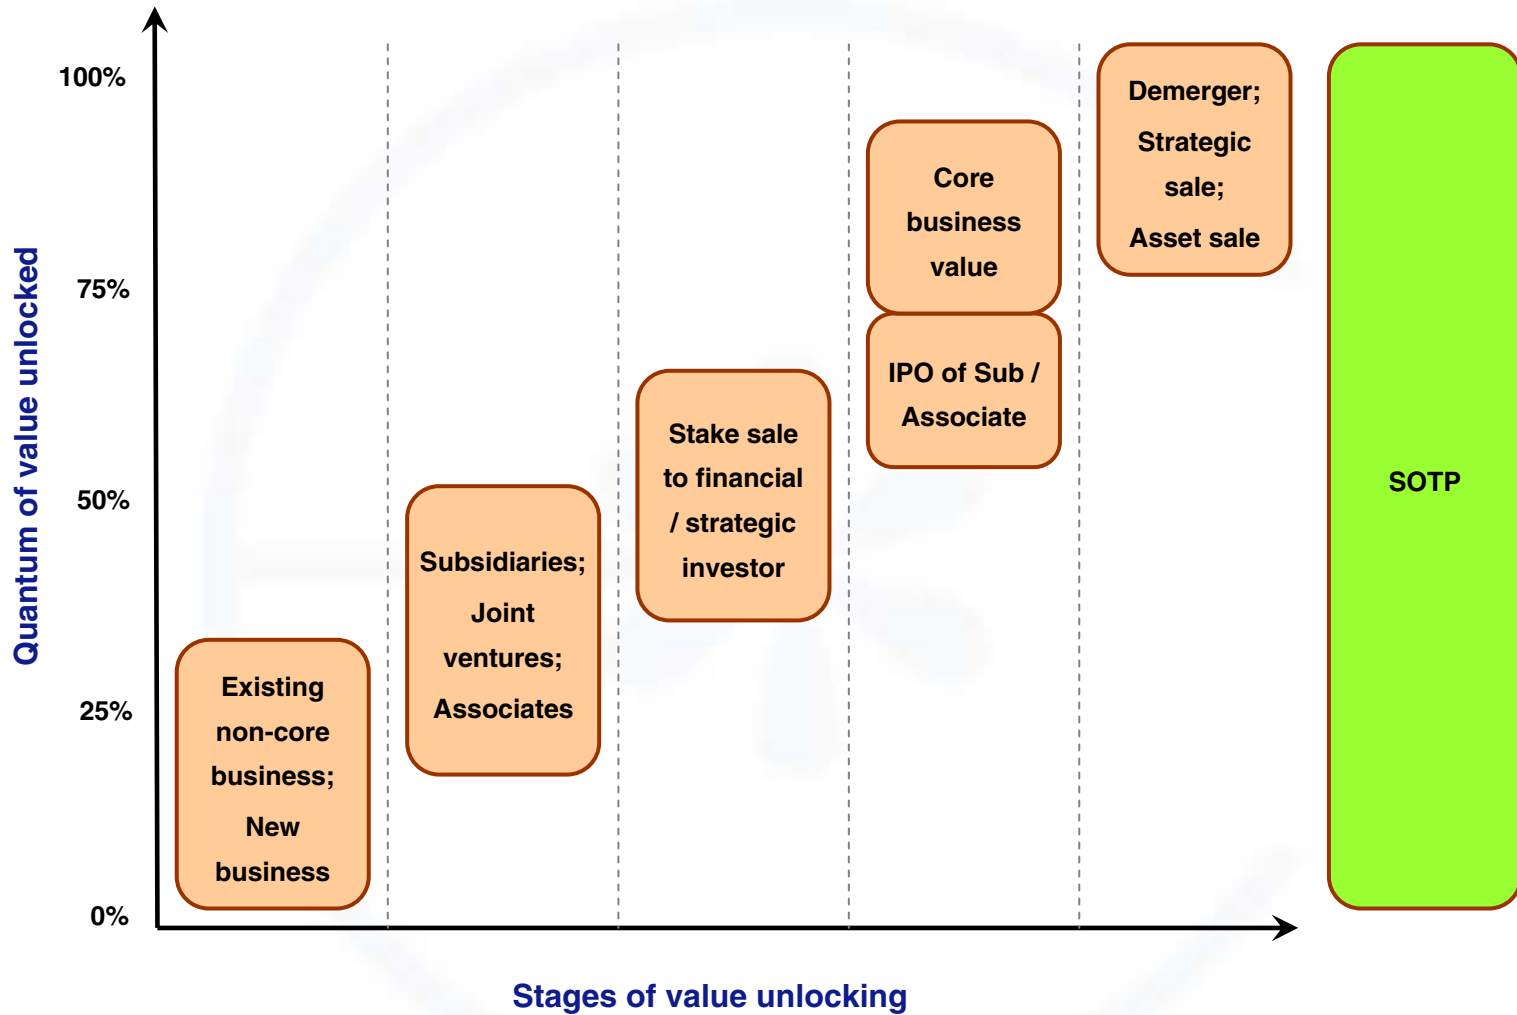 100%
75%
50%
25%
0%
Quantum of value unlocked
Existing
non-core
business;
New
business
Subsidiaries;
Joint
ventures;
Associates
Stake sale
to financial
/ strategic
investor
Core
business
value
IPO of Sub /
Associate
Demerger;
Strategic
sale;
Asset sale
SOTP
Stages of value unlocking